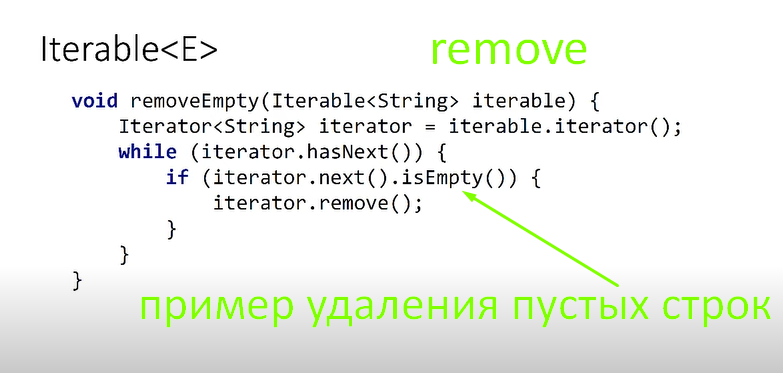 Iterable<E>
remove
void removeEmpty(Iterable<String> iterable) {
Iterator<String> iterator = iterable.iterator();
while (iterator.hasNext()) {
if (iterator.next().isEmpty()) {
iterator.remove();
}
}
}
пример удаления пустых строк